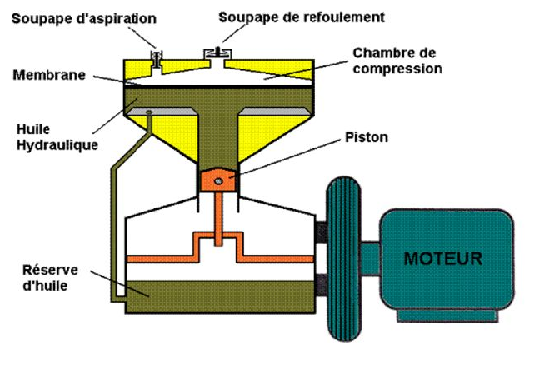 Soupape d'aspiration
Soupape de refoulement
Chambre de
compression
Membrane
Huile
Hydraulique
Piston
MOTEUR
Réserve
d'huile